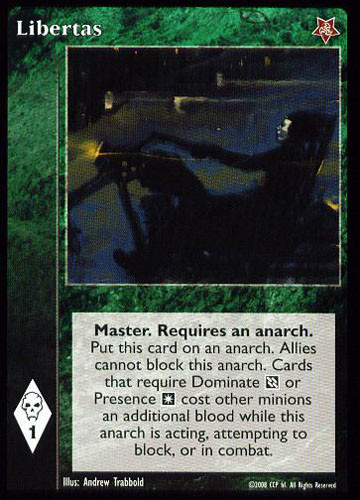 Libertas
Master. Requires an anarch.
Put this card on an anarch. Allies
cannot block this anarch. Cards
that require Dominate or
Presence cost other minions
an additional blood while this
anarch is acting, attempting to
block, or in combat.
1
Illus: Andrew Trabbold
©2008 CCP hf. All Rights Reserved